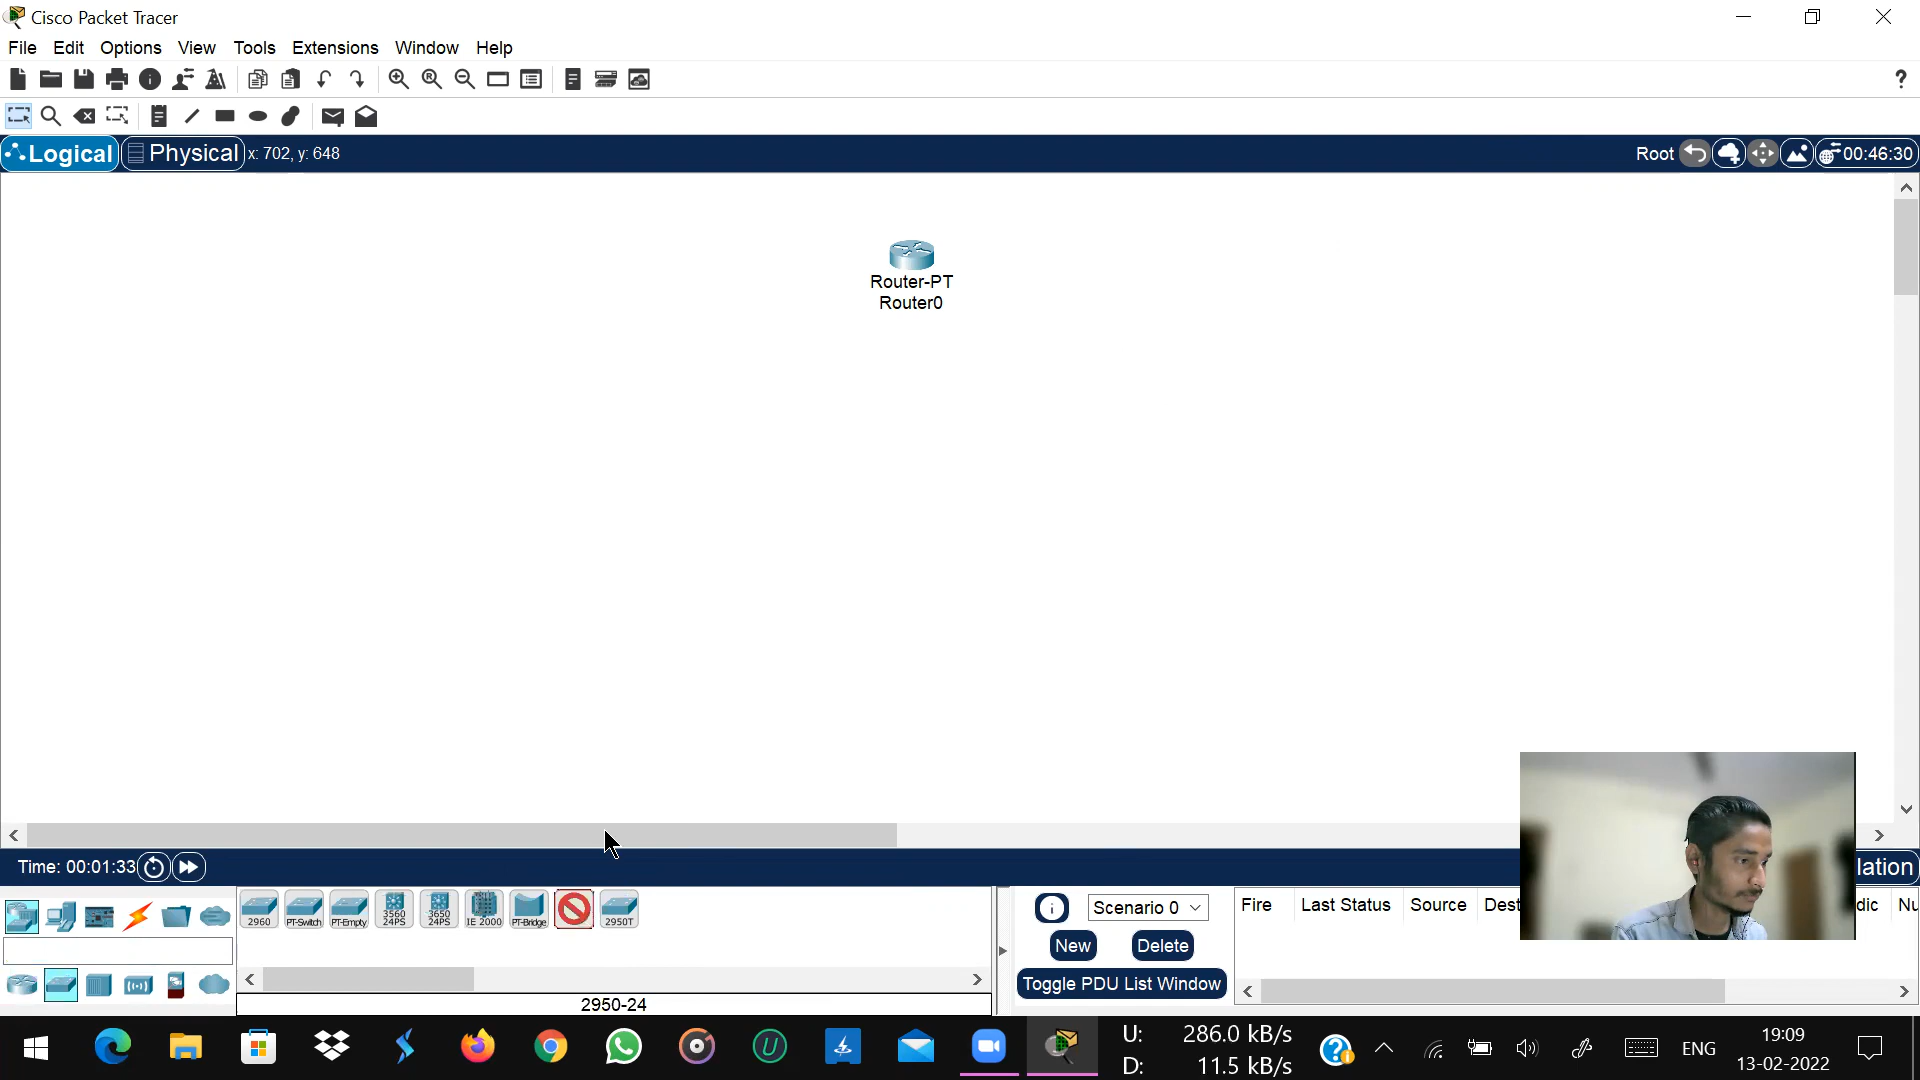 Cisco Packet Tracer
File Edit Options View Tools Extensions Window Help
?
Logical Physical x: 702, y: 648 Root 00:46:30
Router-PT
Router0
Time: 00:01:33 lation
2960 PT-Switch PT-Empty 3560 24PS 3650 24PS IE 2000 PT-Bridge 2950T
Scenario 0 Fire Last Status Source Dest dic Nu
New Delete
Toggle PDU List Window
2950-24
U: 286.0 kB/s
D: 11.5 kB/s
ENG
19:09
13-02-2022